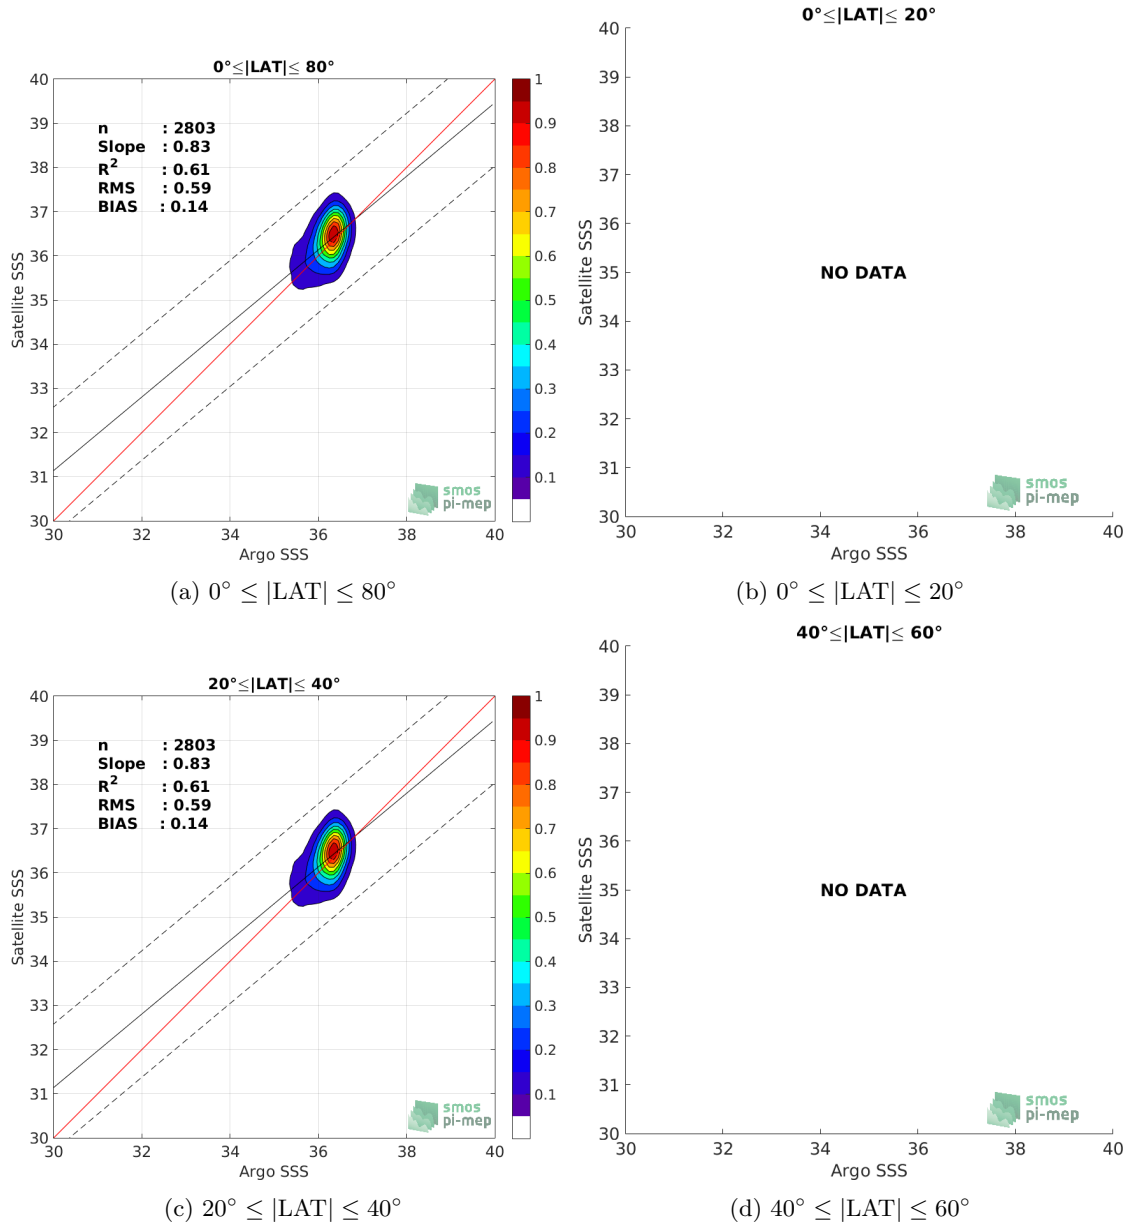 0°≤|LAT|≤ 80°
n : 2803
Slope : 0.83
R² : 0.61
RMS : 0.59
BIAS : 0.14
40
39
38
37
36
35
34
33
32
31
30
Satellite SSS
30 32 34 36 38 40
Argo SSS
1
0.9
0.8
0.7
0.6
0.5
0.4
0.3
0.2
0.1
smos
pi-mep
(a) 0° ≤ |LAT| ≤ 80°
0°≤|LAT|≤ 20°
40
39
38
37
36
35
34
33
32
31
30
Satellite SSS
NO DATA
30 32 34 36 38 40
Argo SSS
smos
pi-mep
(b) 0° ≤ |LAT| ≤ 20°
20°≤|LAT|≤ 40°
n : 2803
Slope : 0.83
R² : 0.61
RMS : 0.59
BIAS : 0.14
40
39
38
37
36
35
34
33
32
31
30
Satellite SSS
30 32 34 36 38 40
Argo SSS
1
0.9
0.8
0.7
0.6
0.5
0.4
0.3
0.2
0.1
smos
pi-mep
(c) 20° ≤ |LAT| ≤ 40°
40°≤|LAT|≤ 60°
40
39
38
37
36
35
34
33
32
31
30
Satellite SSS
NO DATA
30 32 34 36 38 40
Argo SSS
smos
pi-mep
(d) 40° ≤ |LAT| ≤ 60°